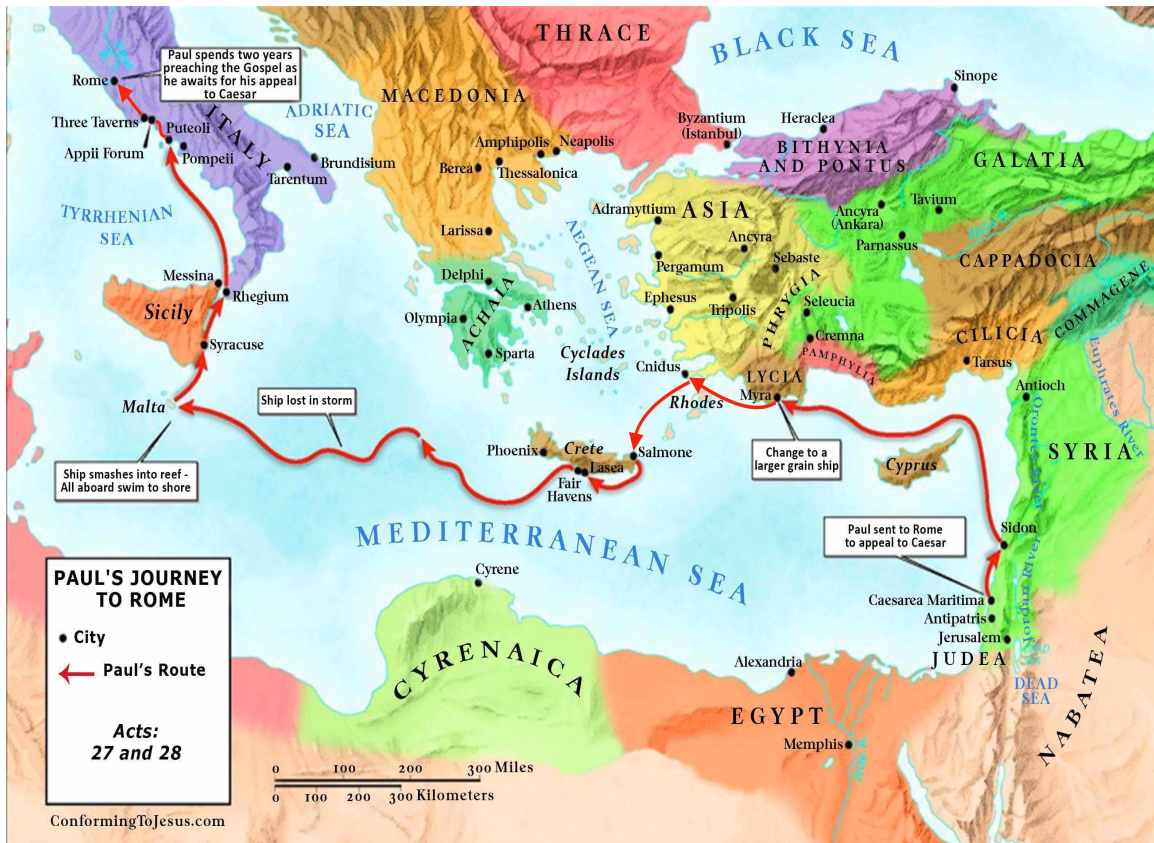 THRACE
BLACK SEA
Paul spends two years
preaching the Gospel as
he awaits for his appeal
to Caesar
Rome
Sinope
MACEDONIA
ADRIATIC
SEA
ITALY
Three Taverns
Puteoli
Appii Forum
Pompeii
Brundisium
Tarentum
Amphipolis
Neapolis
Berea
Thessalonica
Byzantium
(Istanbul)
Heraclea
BITHYNIA
AND PONTUS
GALATIA
TYRRHENIAN
SEA
Larissa
AEGEAN SEA
Adramyttium
ASIA
Ancyra
(Ankara)
Tavium
Parnassus
Ancyra
Sebaste
Pergamum
CAPPADOCIA
COMMAGENE
Messina
Rhegium
Sicily
Syracuse
Delphi
ACHAIA
Athens
Olympia
Sparta
Ephesus
Tripolis
PHRYGIA
Seleucia
Cremna
PAMPHYLIA
CILICIA
Tarsus
Euphrates River
Cyclades
Islands
Cnidus
Rhodes
LYCIA
Myra
Antioch
Orontes River
SYRIA
Malta
Ship lost in storm
Ship smashes into reef -
All aboard swim to shore
Phoenix
Crete
Lasea
Fair
Havens
Salmone
Change to a
larger grain ship
Cyprus
Paul sent to Rome
to appeal to Caesar
Sidon
MEDITERRANEAN SEA
Caesarea Maritima
Antipatris
Jerusalem
JUDEA
Jordan River
DEAD
SEA
NABATEA
Cyrene
CYRENAICA
Alexandria
EGYPT
Memphis
Nile R.
PAUL'S JOURNEY
TO ROME
City
Paul's Route
Acts:
27 and 28
0 100 200 300 Miles
0 100 200 300 Kilometers
ConformingToJesus.com